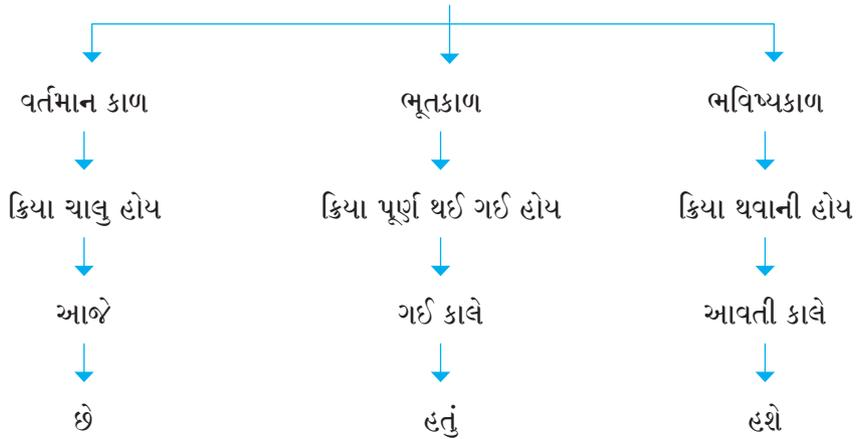 વર્તમાન કાળ ભૂતકાળ ભવિષ્યકાળ
ક્રિયા ચાલુ હોય ક્રિયા પૂર્ણ થઈ ગઈ હોય ક્રિયા થવાની હોય
આજે ગઈ કાલે આવતી કાલે
છે હતું હશે